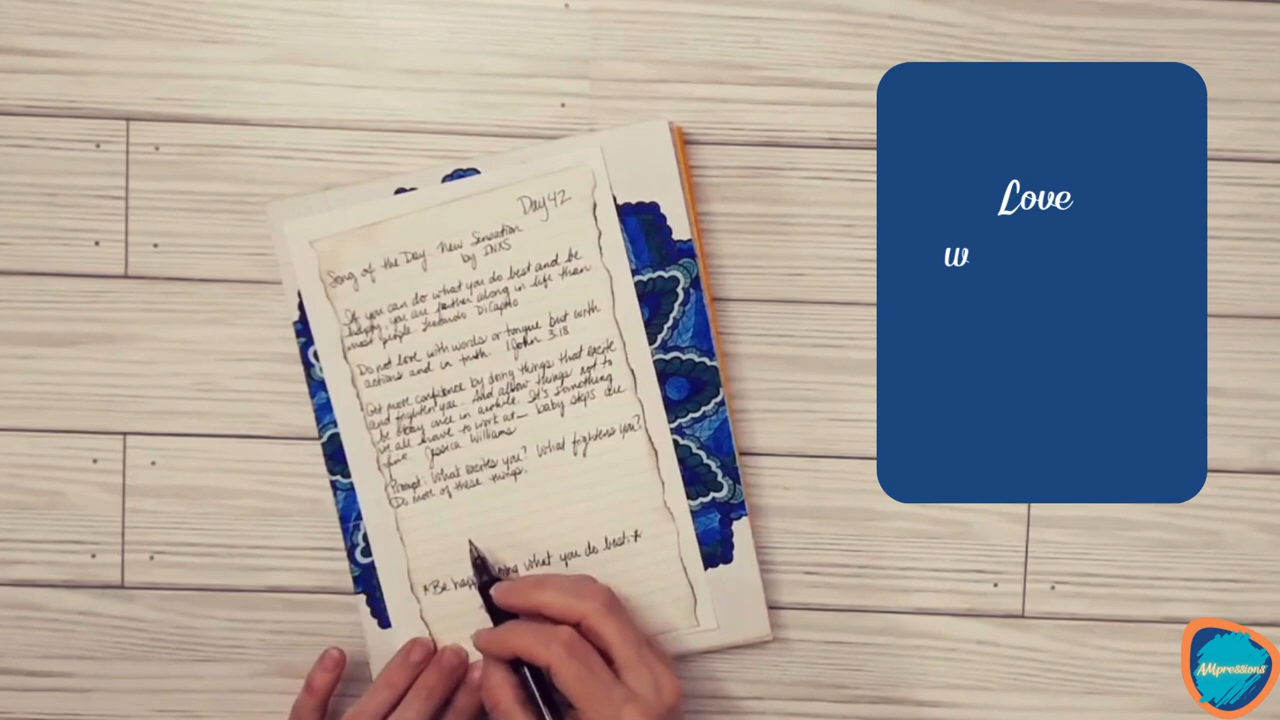 Day 42
Song of the Day: New Sensation
by INXS
If you can do what you do best and be
happy, you are further along in life than
most people. Leonardo DiCaprio
Do not love with words or tongue but with
actions and in truth. 1 John 3:18
Get more confidence by doing things that excite
and frighten you... And allow things not to
be okay once in awhile. It's something
we all have to work at— baby steps are
fine. Jessica Williams
Prompt: What excites you? What frightens you?
Do more of these things.
*Be happy doing what you do best.*
Love
w
AMpressions